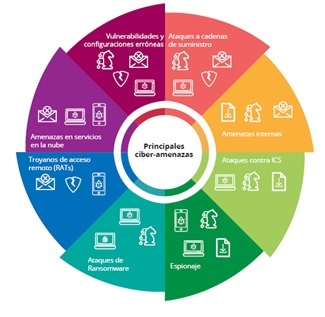 Vulnerabilidades y
configuraciones erróneas
Ataques a cadenas
de suministro
Amenazas internas
Ataques contra ICS
Espionaje
Ataques de
Ransomware
Troyanos de acceso
remoto (RATs)
Amenazas en servicios
en la nube
Principales
ciber-amenazas